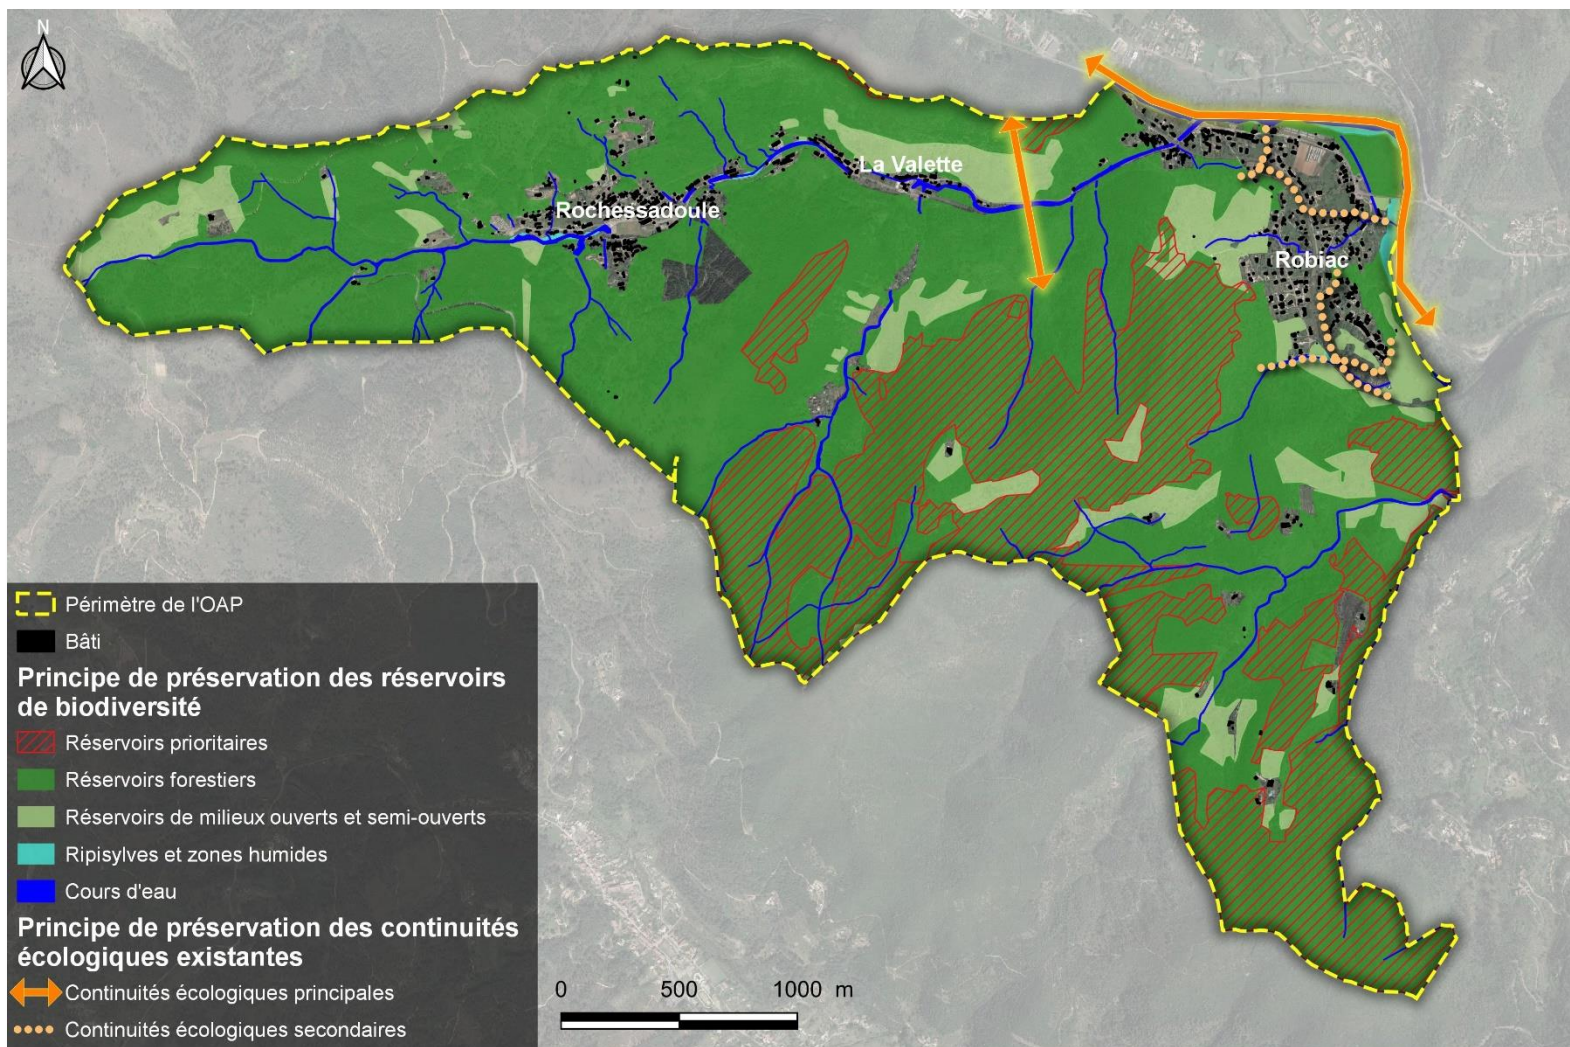 N
La Valette
Rochessadoule
Robiac
Périmètre de l'OAP
Bâti
Principe de préservation des réservoirs
de biodiversité
Réservoirs prioritaires
Réservoirs forestiers
Réservoirs de milieux ouverts et semi-ouverts
Ripisylves et zones humides
Cours d'eau
Principe de préservation des continuités
écologiques existantes
Continuités écologiques principales
Continuités écologiques secondaires
0 500 1000 m